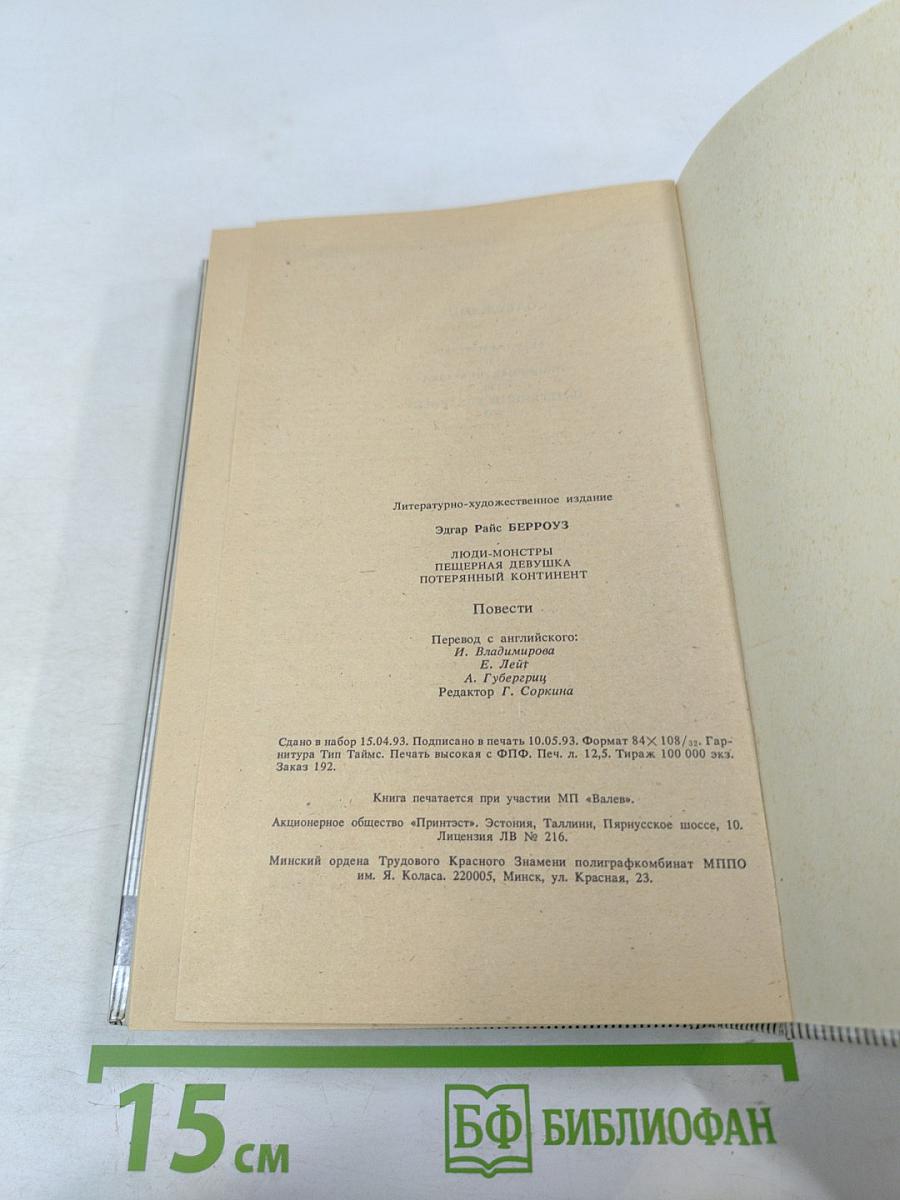 Литературно-художественное издание
Эдгар Райс БЕРРОУЗ
ЛЮДИ-МОНСТРЫ
ПЕЩЕРНАЯ ДЕВУШКА
ПОТЕРЯННЫЙ КОНТИНЕНТ
Повести
Перевод с английского:
И. Владимирова
Е. Лейт
А. Губергриц
Редактор Г. Соркина
Сдано в набор 15.04.93. Подписано в печать 10.05.93. Формат 84×108/32. Гар-
нитура Тип Таймс. Печать высокая с ФПФ. Печ. л. 12,5. Тираж 100 000 экз.
Заказ 192.
Книга печатается при участии МП «Валев».
Акционерное общество «Принтэст». Эстония, Таллинн, Пярнусское шоссе, 10.
Лицензия ЛВ № 216.
Минский ордена Трудового Красного Знамени полиграфкомбинат МППО
им. Я. Коласа. 220005, Минск, ул. Красная, 23.
15 см
БФ БИБЛИОФАН